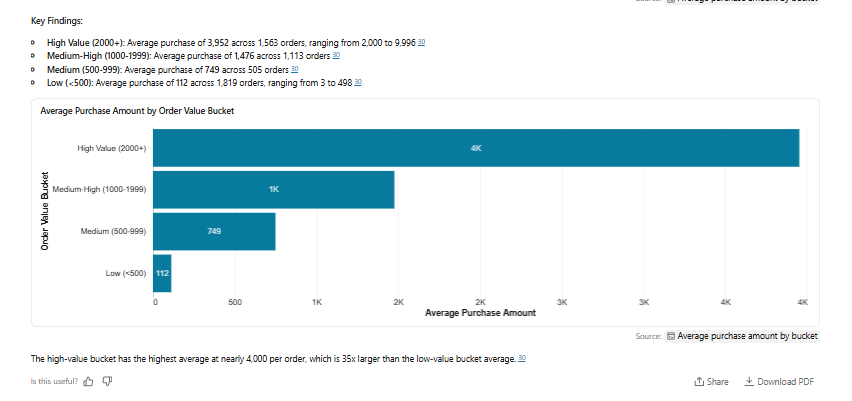 Key Findings:
High Value (2000+): Average purchase of 3,952 across 1,563 orders, ranging from 2,000 to 9,996 30
Medium-High (1000-1999): Average purchase of 1,476 across 1,113 orders 30
Medium (500-999): Average purchase of 749 across 505 orders 30
Low (<500): Average purchase of 112 across 1,819 orders, ranging from 3 to 498 30
Average Purchase Amount by Order Value Bucket
Order Value Bucket
High Value (2000+) 4K
Medium-High (1000-1999) 1K
Medium (500-999) 749
Low (<500) 112
0 500 1K 2K 2K 3K 3K 4K 4K
Average Purchase Amount
Source: Average purchase amount by bucket
The high-value bucket has the highest average at nearly 4,000 per order, which is 35x larger than the low-value bucket average. 30
Is this useful? Share Download PDF